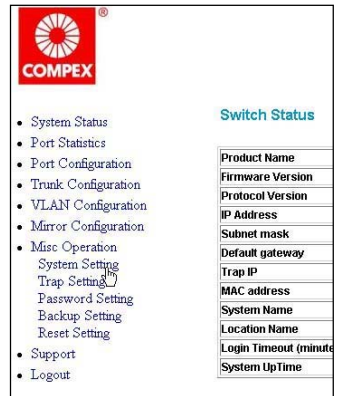 ®
COMPEX
System Status
Port Statistics
Port Configuration
Trunk Configuration
VLAN Configuration
Mirror Configuration
Misc Operation
System Setting
Trap Setting
Password Setting
Backup Setting
Reset Setting
Support
Logout
Switch Status
Product Name
Firmware Version
Protocol Version
IP Address
Subnet mask
Default gateway
Trap IP
MAC address
System Name
Location Name
Login Timeout (minute
System UpTime